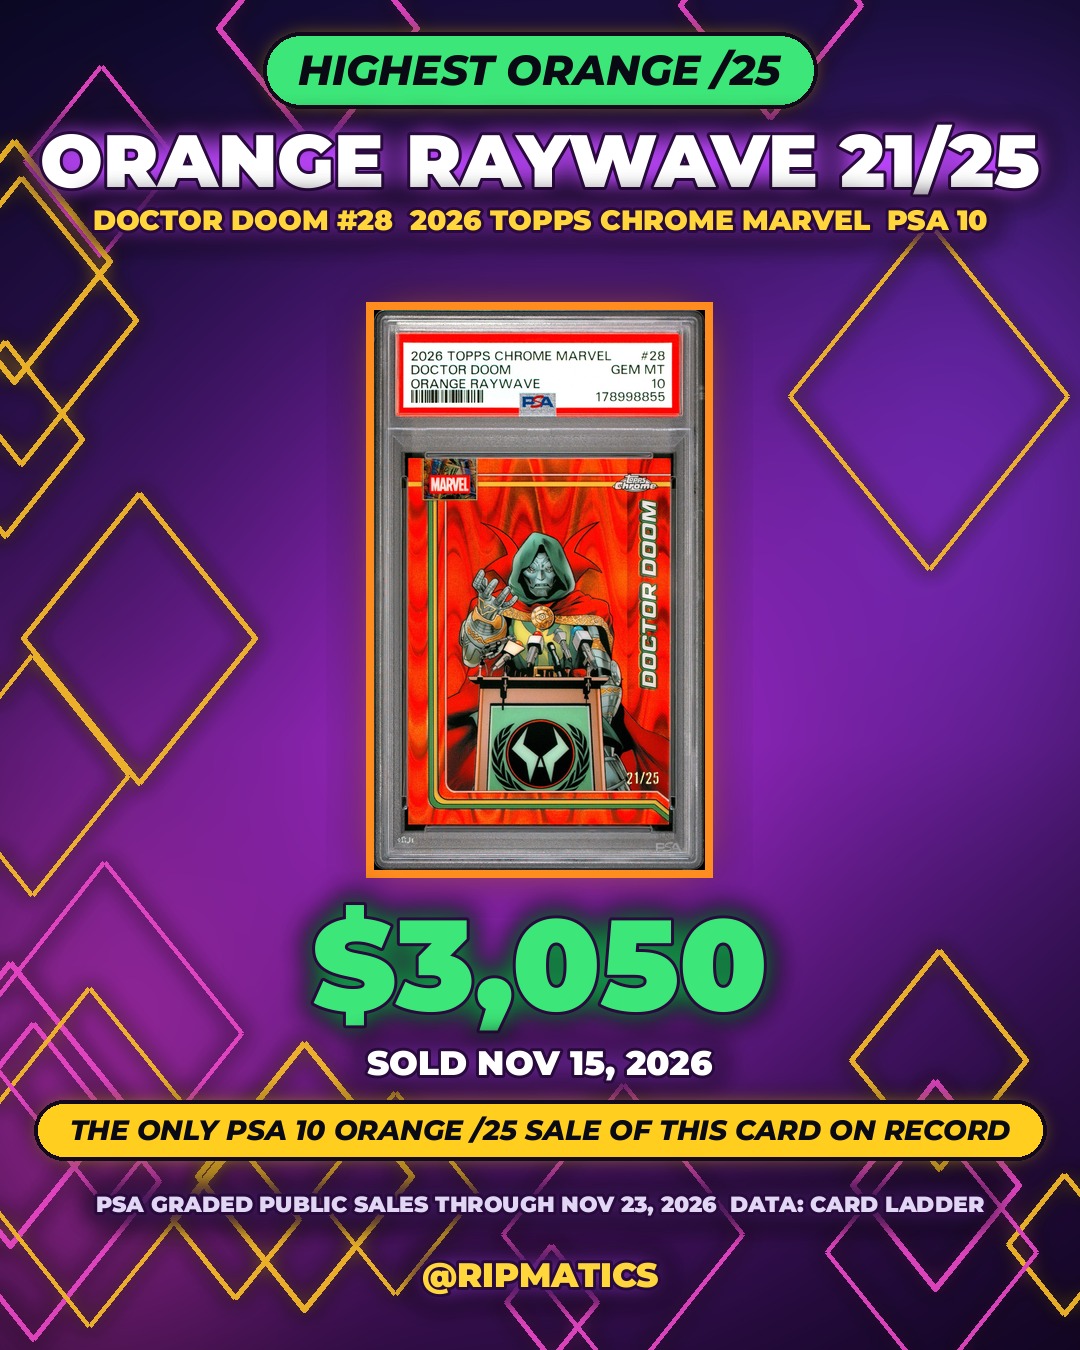 HIGHEST ORANGE /25
ORANGE RAYWAVE 21/25
DOCTOR DOOM #28 2026 TOPPS CHROME MARVEL PSA 10
2026 TOPPS CHROME MARVEL #28
DOCTOR DOOM GEM MT
ORANGE RAYWAVE 10
PSA 178998855
MARVEL
Topps Chrome
DOCTOR DOOM
21/25
PSA
$3,050
SOLD NOV 15, 2026
THE ONLY PSA 10 ORANGE /25 SALE OF THIS CARD ON RECORD
PSA GRADED PUBLIC SALES THROUGH NOV 23, 2026 DATA: CARD LADDER
@RIPMATICS